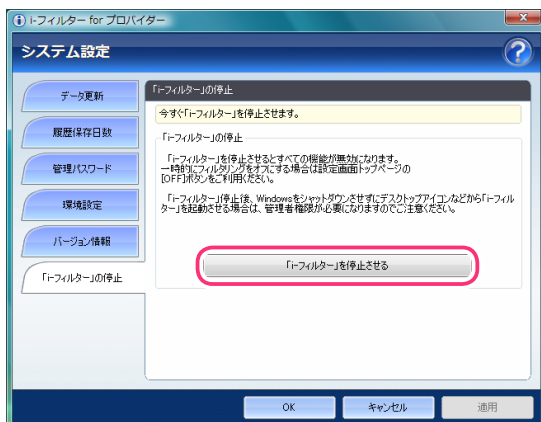 i-フィルター for プロバイダー
システム設定
?
データ更新
履歴保存日数
管理パスワード
環境設定
バージョン情報
「i-フィルター」の停止
「i-フィルター」の停止
今すぐ「i-フィルター」を停止させます。
「i-フィルター」の停止
「i-フィルター」を停止させるとすべての機能が無効になります。
一時的にフィルタリングをオフにする場合は設定画面トップページの
[OFF]ボタンをご利用ください。
「i-フィルター」停止後、Windowsをシャットダウンさせずにデスクトップアイコンなどから「i-フィル
ター」を起動させる場合は、管理者権限が必要になりますのでご注意ください。
「i-フィルター」を停止させる
OK
キャンセル
適用